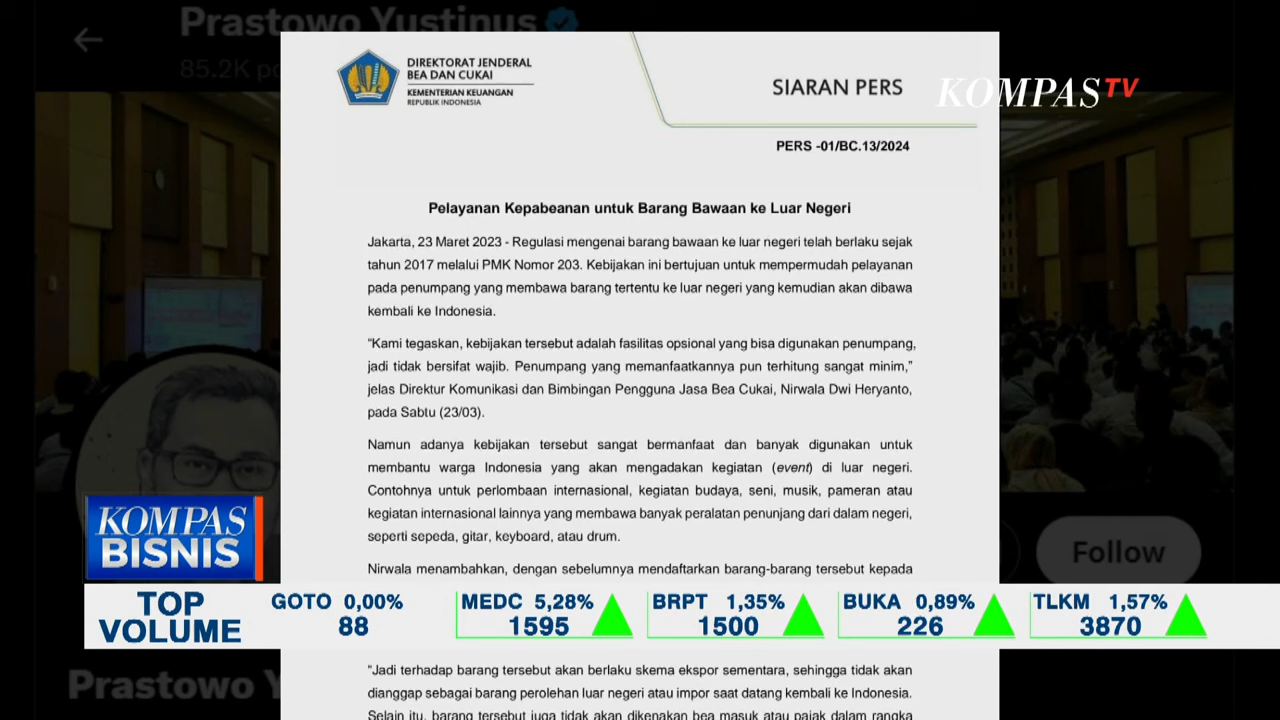 Prastowo Yustinus
85.2K
DIREKTORAT JENDERAL
BEA DAN CUKAI
KEMENTERIAN KEUANGAN
REPUBLIK INDONESIA
SIARAN PERS
KOMPAS TV
PERS -01/BC.13/2024
Pelayanan Kepabeanan untuk Barang Bawaan ke Luar Negeri
Jakarta, 23 Maret 2023 - Regulasi mengenai barang bawaan ke luar negeri telah berlaku sejak
tahun 2017 melalui PMK Nomor 203. Kebijakan ini bertujuan untuk mempermudah pelayanan
pada penumpang yang membawa barang tertentu ke luar negeri yang kemudian akan dibawa
kembali ke Indonesia.
“Kami tegaskan, kebijakan tersebut adalah fasilitas opsional yang bisa digunakan penumpang,
jadi tidak bersifat wajib. Penumpang yang memanfaatkannya pun terhitung sangat minim,”
jelas Direktur Komunikasi dan Bimbingan Pengguna Jasa Bea Cukai, Nirwala Dwi Heryanto,
pada Sabtu (23/03).
Namun adanya kebijakan tersebut sangat bermanfaat dan banyak digunakan untuk
membantu warga Indonesia yang akan mengadakan kegiatan (event) di luar negeri.
Contohnya untuk perlombaan internasional, kegiatan budaya, seni, musik, pameran atau
kegiatan internasional lainnya yang membawa banyak peralatan penunjang dari dalam negeri,
seperti sepeda, gitar, keyboard, atau drum.
Follow
Nirwala menambahkan, dengan sebelumnya mendaftarkan barang-barang tersebut kepada
KOMPAS
BISNIS
TOP
VOLUME
GOTO 0,00%
88
MEDC 5,28%
1595
BRPT 1,35%
1500
BUKA 0,89%
226
TLKM 1,57%
3870
“Jadi terhadap barang tersebut akan berlaku skema ekspor sementara, sehingga tidak akan
dianggap sebagai barang perolehan luar negeri atau impor saat datang kembali ke Indonesia.
Selain itu, barang tersebut juga tidak akan dikenakan bea masuk atau pajak dalam rangka
Prastowo